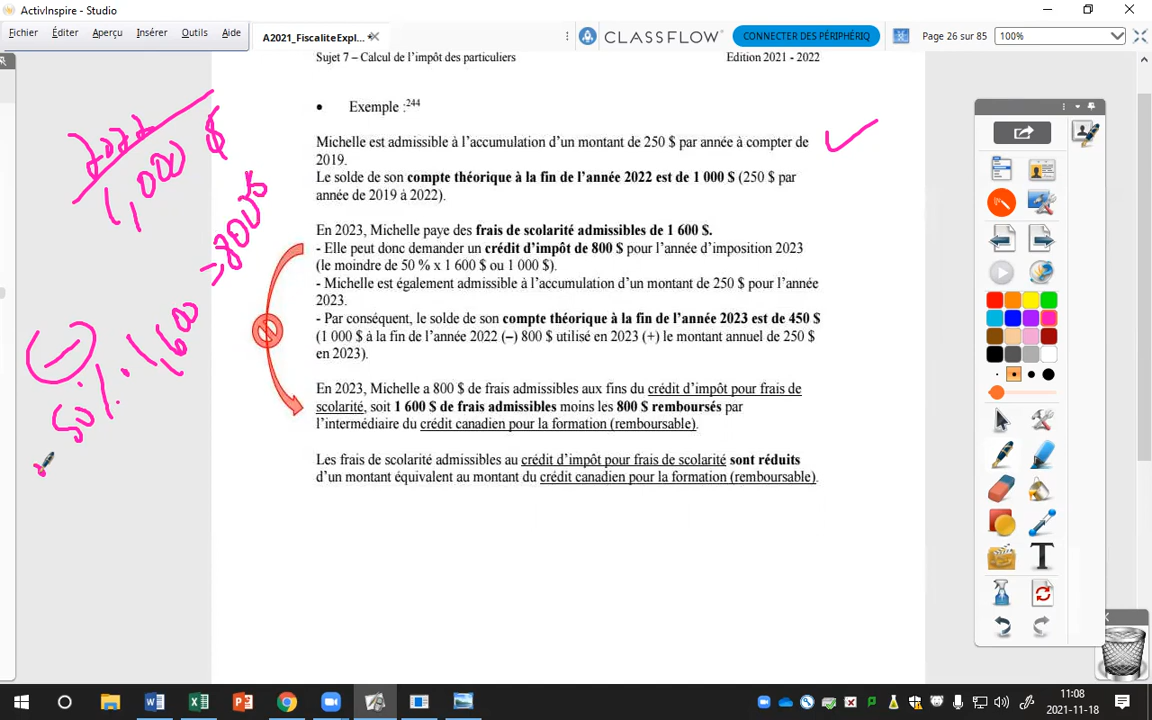 ActivInspire - Studio
Fichier Éditer Aperçu Insérer Outils Aide
A2021_FiscaliteExpl...
CLASSFLOW
CONNECTER DES PÉRIPHÉRIQ
Page 26 sur 85
100%
Sujet 7 – Calcul de l'impôt des particuliers Edition 2021 - 2022
• Exemple :244
Michelle est admissible à l'accumulation d'un montant de 250 $ par année à compter de
2019.
Le solde de son compte théorique à la fin de l'année 2022 est de 1 000 $ (250 $ par
année de 2019 à 2022).
En 2023, Michelle paye des frais de scolarité admissibles de 1 600 $.
- Elle peut donc demander un crédit d'impôt de 800 $ pour l'année d'imposition 2023
(le moindre de 50 % x 1 600 $ ou 1 000 $).
- Michelle est également admissible à l'accumulation d'un montant de 250 $ pour l'année
2023.
- Par conséquent, le solde de son compte théorique à la fin de l'année 2023 est de 450 $
(1 000 $ à la fin de l'année 2022 (–) 800 $ utilisé en 2023 (+) le montant annuel de 250 $
en 2023).
En 2023, Michelle a 800 $ de frais admissibles aux fins du crédit d'impôt pour frais de
scolarité, soit 1 600 $ de frais admissibles moins les 800 $ remboursés par
l'intermédiaire du crédit canadien pour la formation (remboursable).
Les frais de scolarité admissibles au crédit d'impôt pour frais de scolarité sont réduits
d'un montant équivalent au montant du crédit canadien pour la formation (remboursable).
2022
1,000 $
50% · 1,600
11:08
2021-11-18